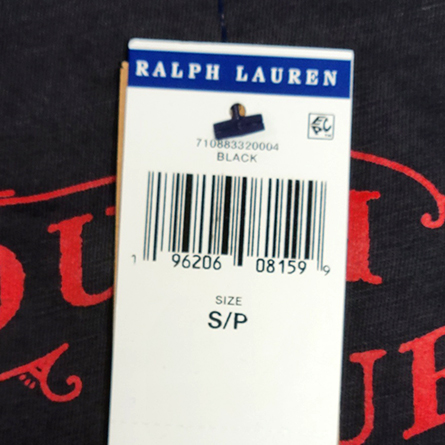 RALPH LAUREN
710883320004
BLACK
1 96206 08159 9
SIZE
S/P